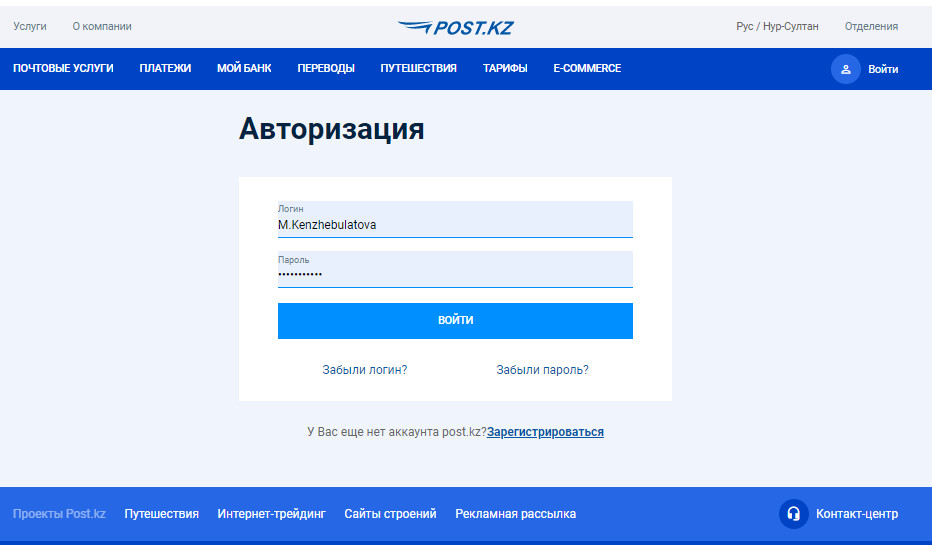 Услуги О компании POST.KZ Рус / Нур-Султан Отделения
ПОЧТОВЫЕ УСЛУГИ ПЛАТЕЖИ МОЙ БАНК ПЕРЕВОДЫ ПУТЕШЕСТВИЯ ТАРИФЫ E-COMMERCE Войти
Авторизация
Логин
M.Kenzhebulatova
Пароль
•••••••••••
ВОЙТИ
Забыли логин? Забыли пароль?
У Вас еще нет аккаунта post.kz?Зарегистрироваться
Проекты Post.kz Путешествия Интернет-трейдинг Сайты строений Рекламная рассылка Контакт-центр